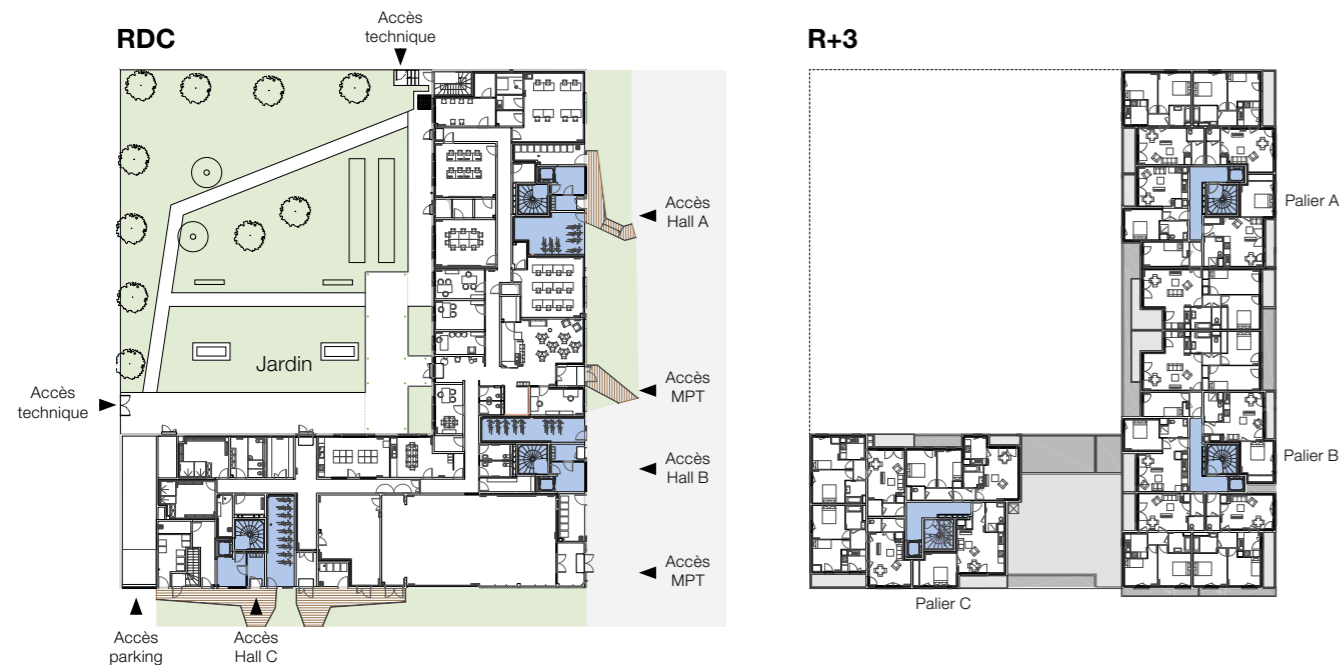 RDC
Accès
technique
Accès
Hall A
Accès
MPT
Jardin
Accès
technique
Accès
Hall B
Accès
MPT
Accès
parking
Accès
Hall C
R+3
Palier A
Palier B
Palier C